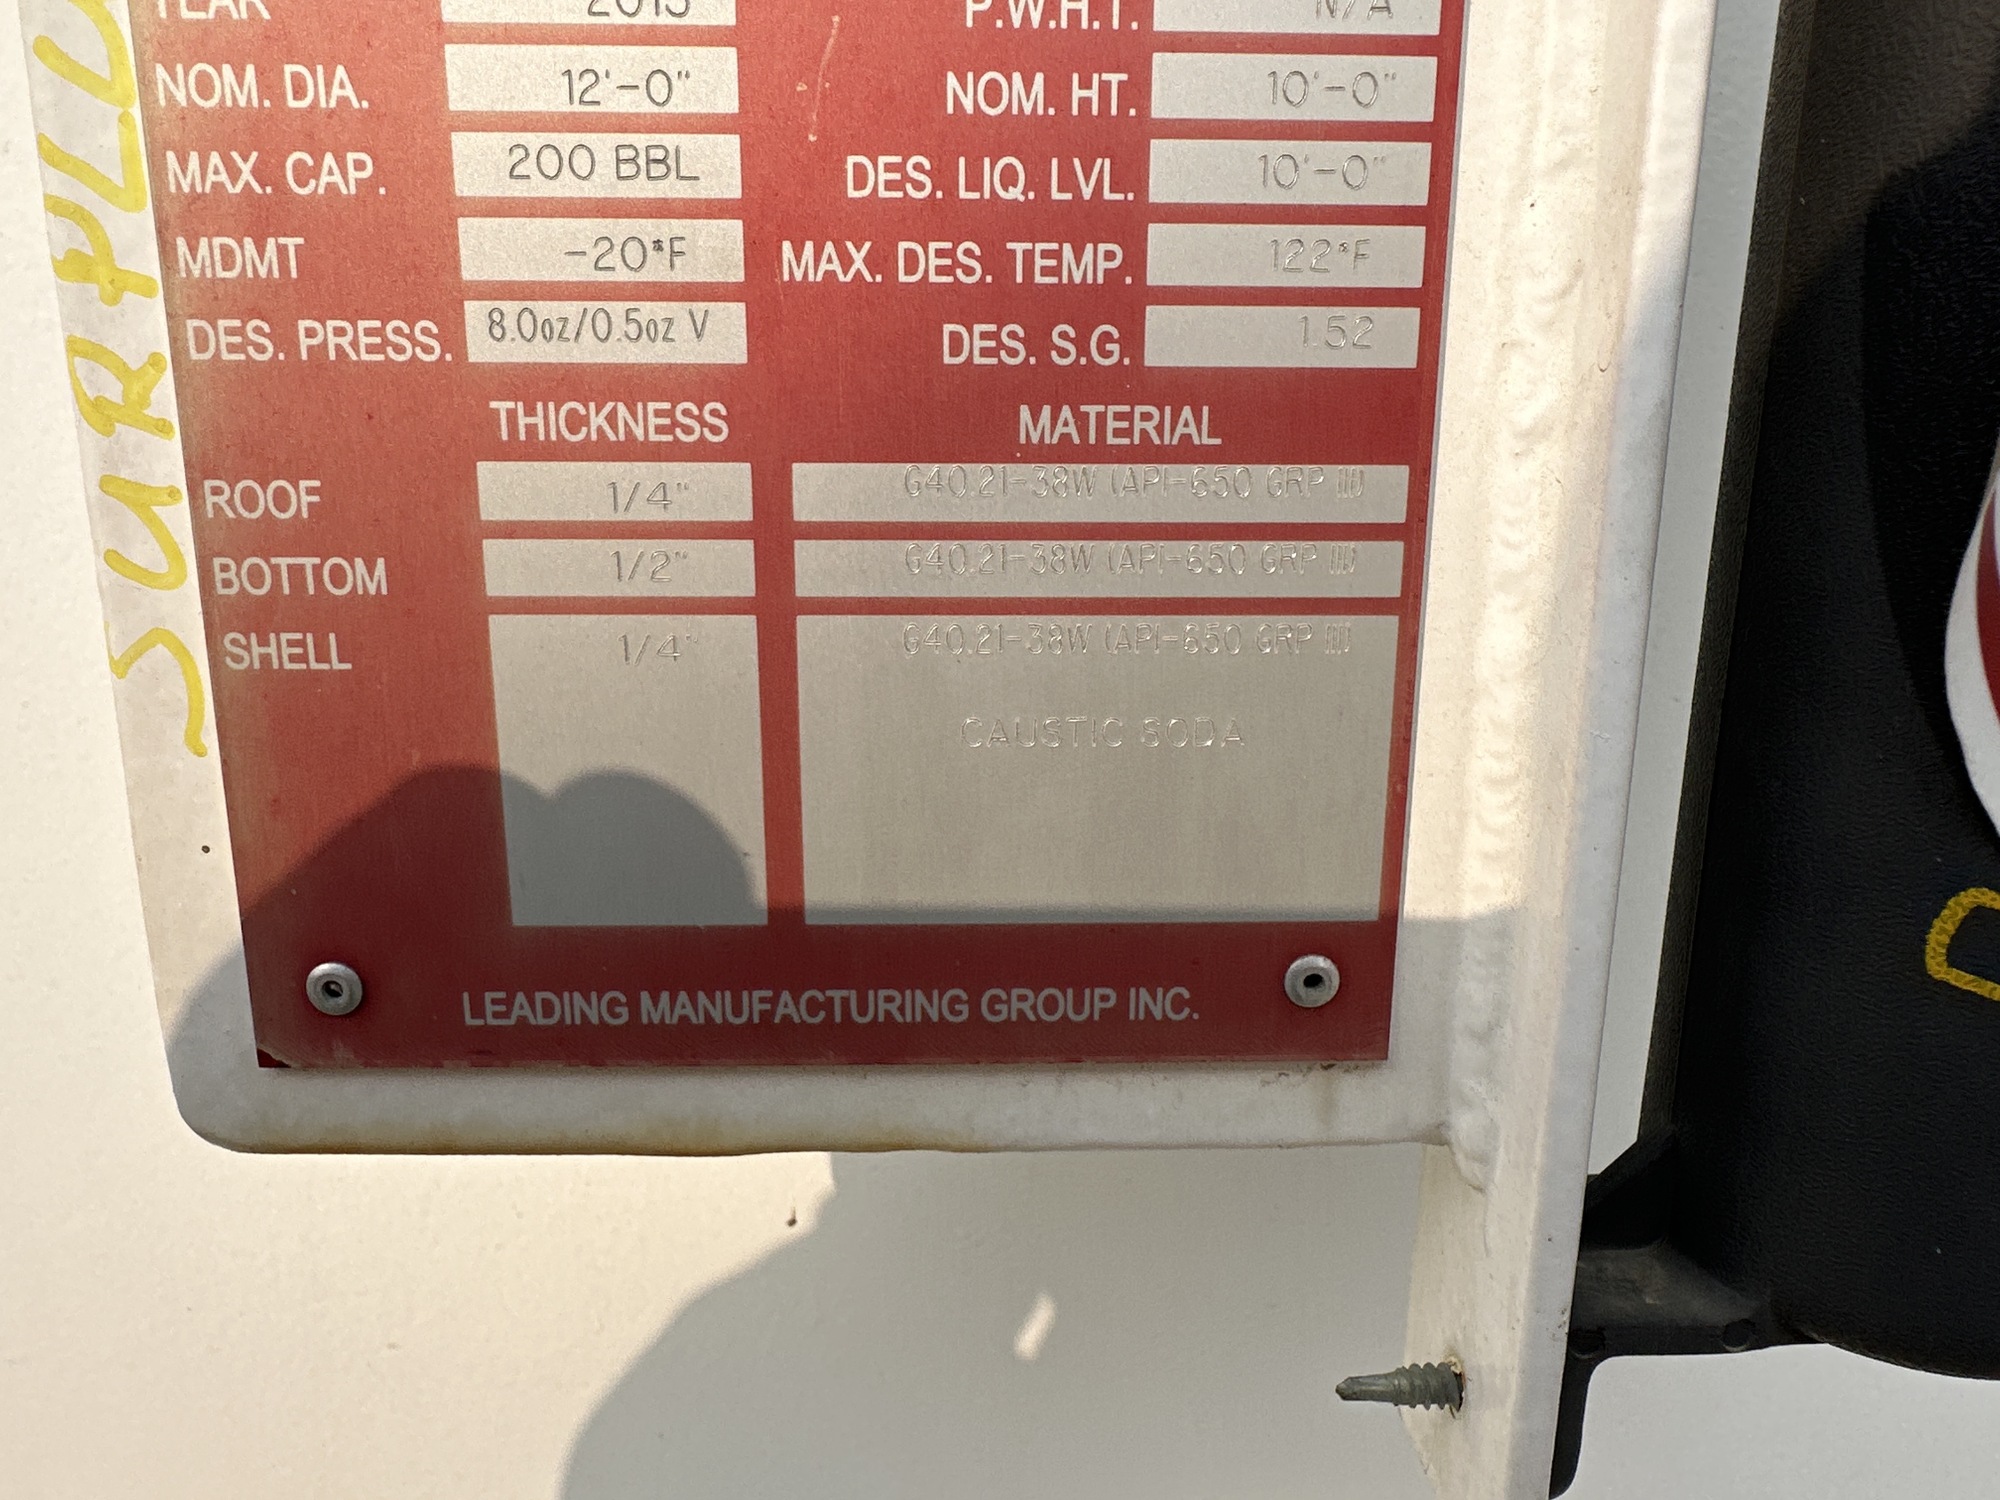 YEAR 2013 P.W.H.T. N/A
NOM. DIA. 12'-0" NOM. HT. 10'-0"
MAX. CAP. 200 BBL DES. LIQ. LVL. 10'-0"
MDMT -20°F MAX. DES. TEMP. 122°F
DES. PRESS. 8.0oz/0.5oz V DES. S.G. 1.52
THICKNESS MATERIAL
ROOF 1/4" G40.21-38W (API-650 GRP III)
BOTTOM 1/2" G40.21-38W (API-650 GRP III)
SHELL 1/4" G40.21-38W (API-650 GRP III)
CAUSTIC SODA
LEADING MANUFACTURING GROUP INC.